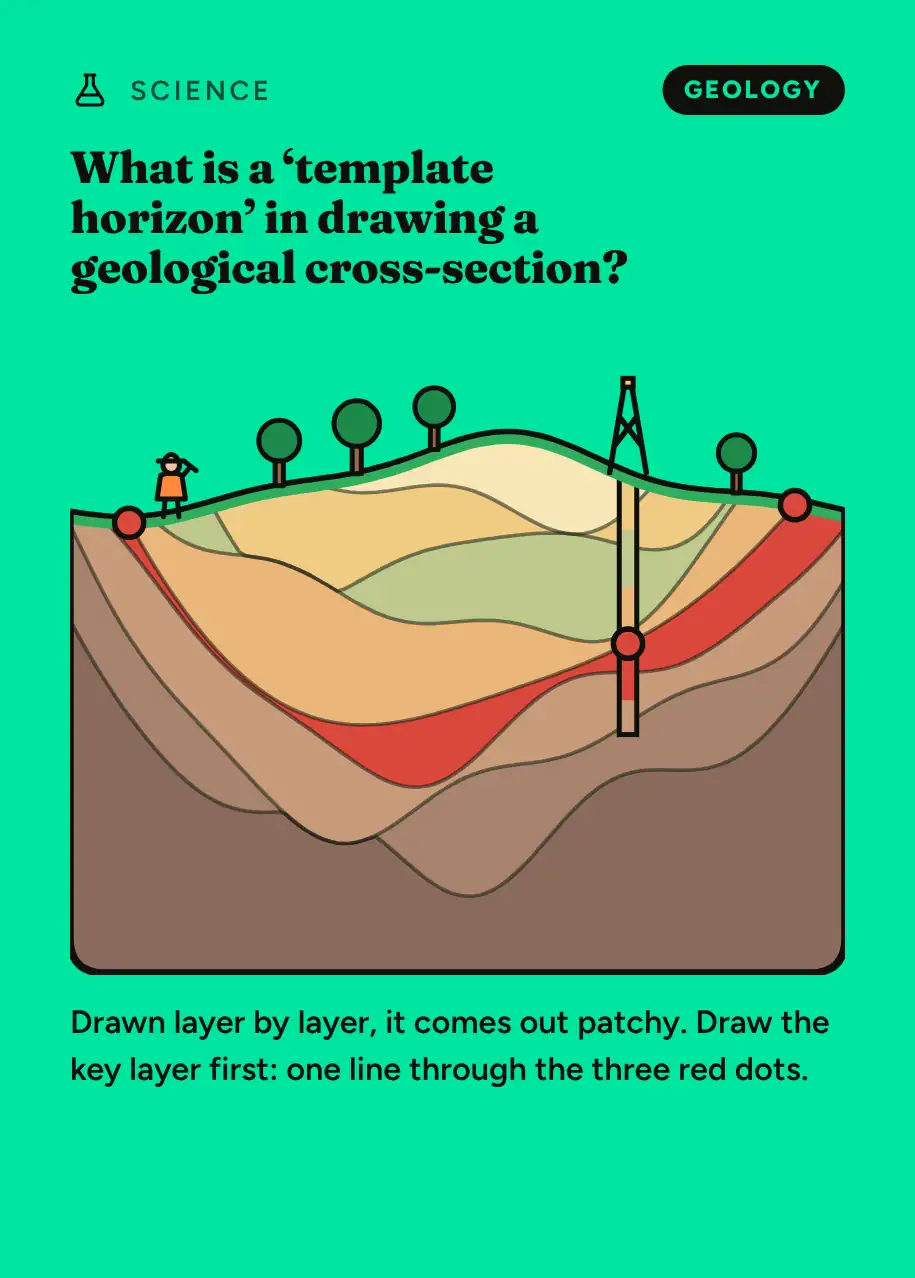 SCIENCE
GEOLOGY
What is a ‘template
horizon’ in drawing a
geological cross-section?
Drawn layer by layer, it comes out patchy. Draw the
key layer first: one line through the three red dots.